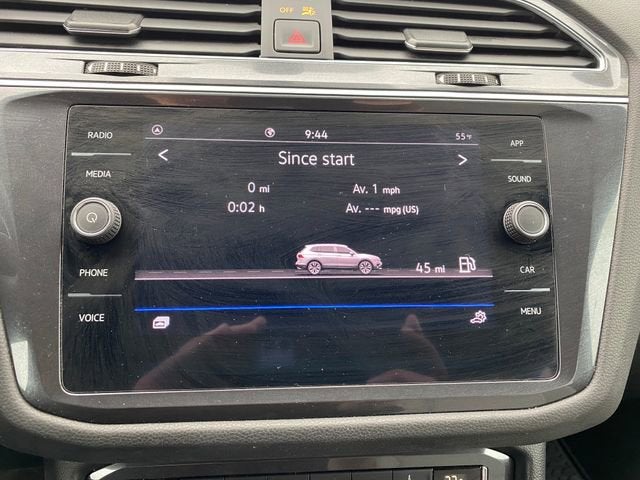 OFF
RADIO
MEDIA
PHONE
VOICE
9:44
55°F
< Since start >
0 mi Av. 1 mph
0:02 h Av. --- mpg (US)
45 mi
APP
SOUND
CAR
MENU